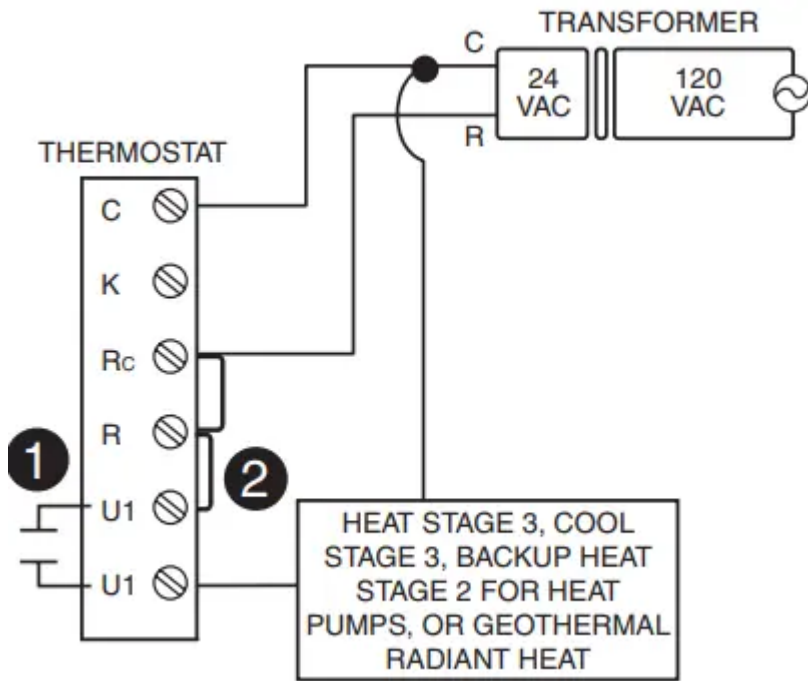 TRANSFORMER
C
24
VAC
120
VAC
R
THERMOSTAT
C
K
Rc
R
1
2
U1
U1
HEAT STAGE 3, COOL
STAGE 3, BACKUP HEAT
STAGE 2 FOR HEAT
PUMPS, OR GEOTHERMAL
RADIANT HEAT